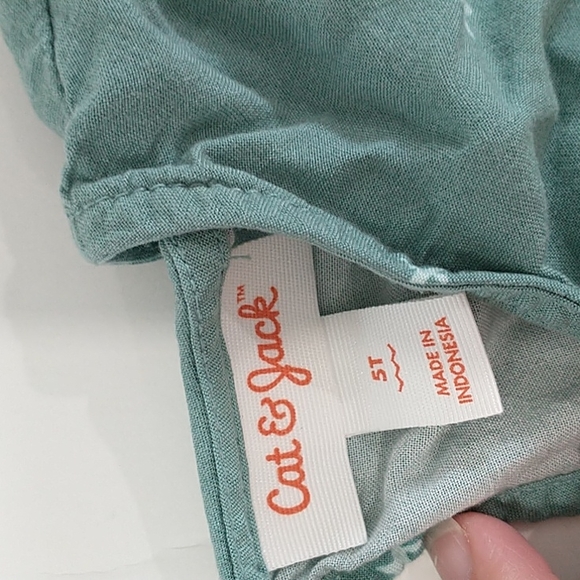 Cat & Jack™
5T
MADE IN
INDONESIA